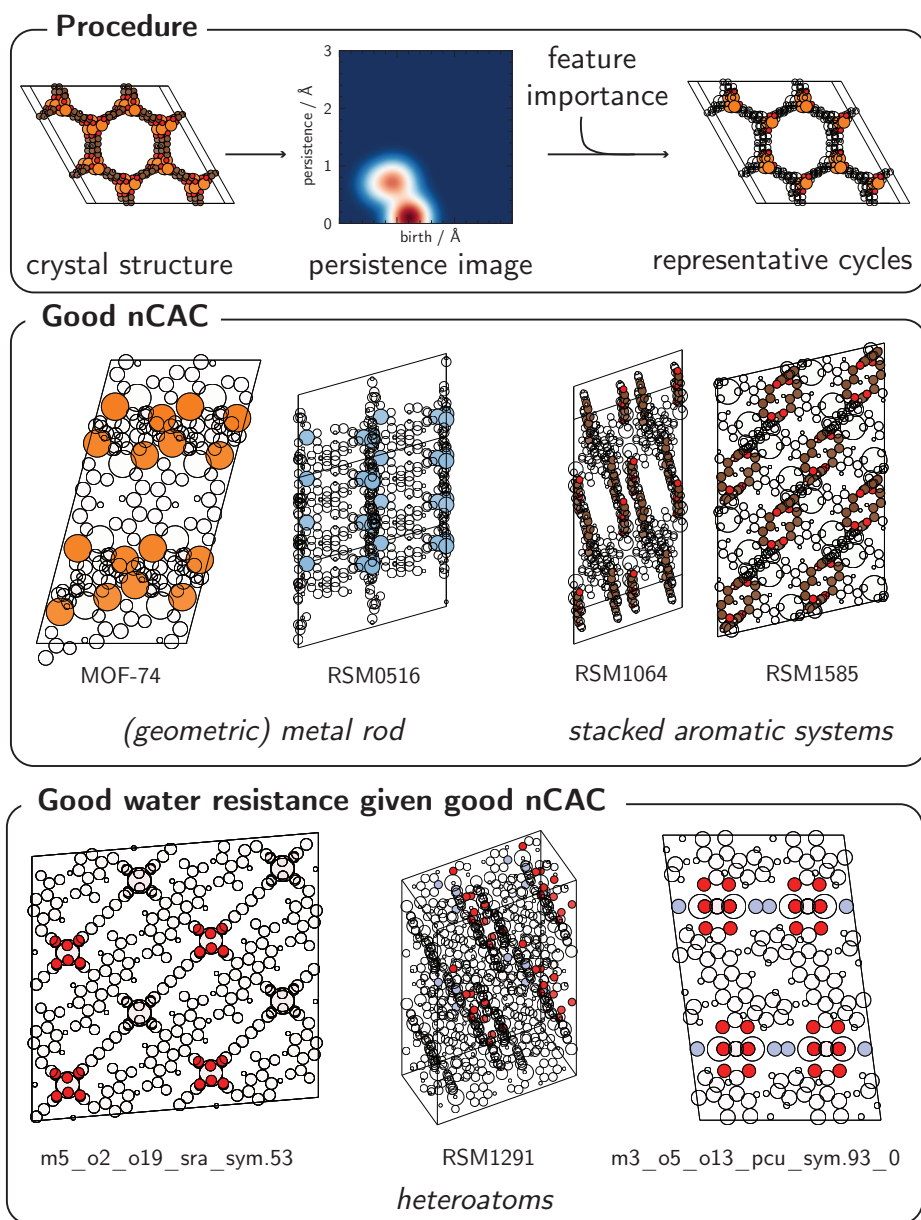 Procedure
3
2
1
0
persistence / Å
birth / Å
feature
importance
crystal structure
persistence image
representative cycles
Good nCAC
MOF-74
RSM0516
RSM1064
RSM1585
(geometric) metal rod
stacked aromatic systems
Good water resistance given good nCAC
m5_o2_o19_sra_sym.53
RSM1291
m3_o5_o13_pcu_sym.93_0
heteroatoms